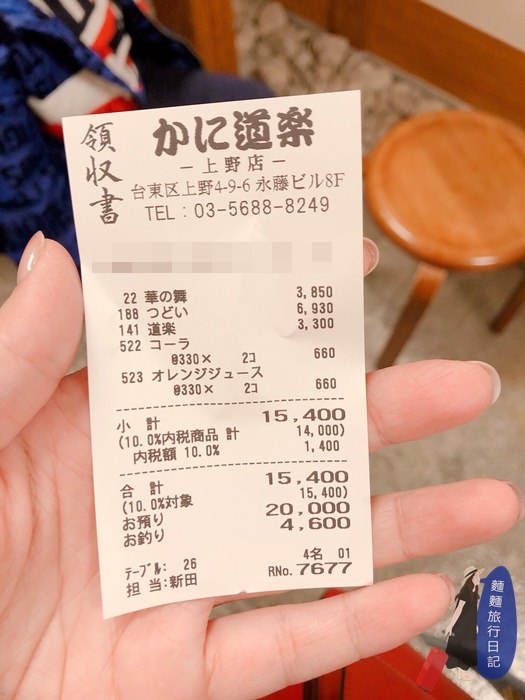 領収書
かに道楽
－上野店－
台東区上野4-9-6 永藤ビル8F
TEL：03-5688-8249
22 華の舞 3,850
188 つどい 6,930
141 道楽 3,300
522 コーラ
@330× 2コ 660
523 オレンジジュース
@330× 2コ 660
小 計 15,400
(10.0%内税商品 計 14,000)
内税額 10.0% 1,400
合 計 15,400
(10.0%対象 15,400)
お預り 20,000
お釣り 4,600
4名 01
ﾃｰﾌﾞﾙ: 26 RNo.7677
担 当:新田
麵麵旅行日記